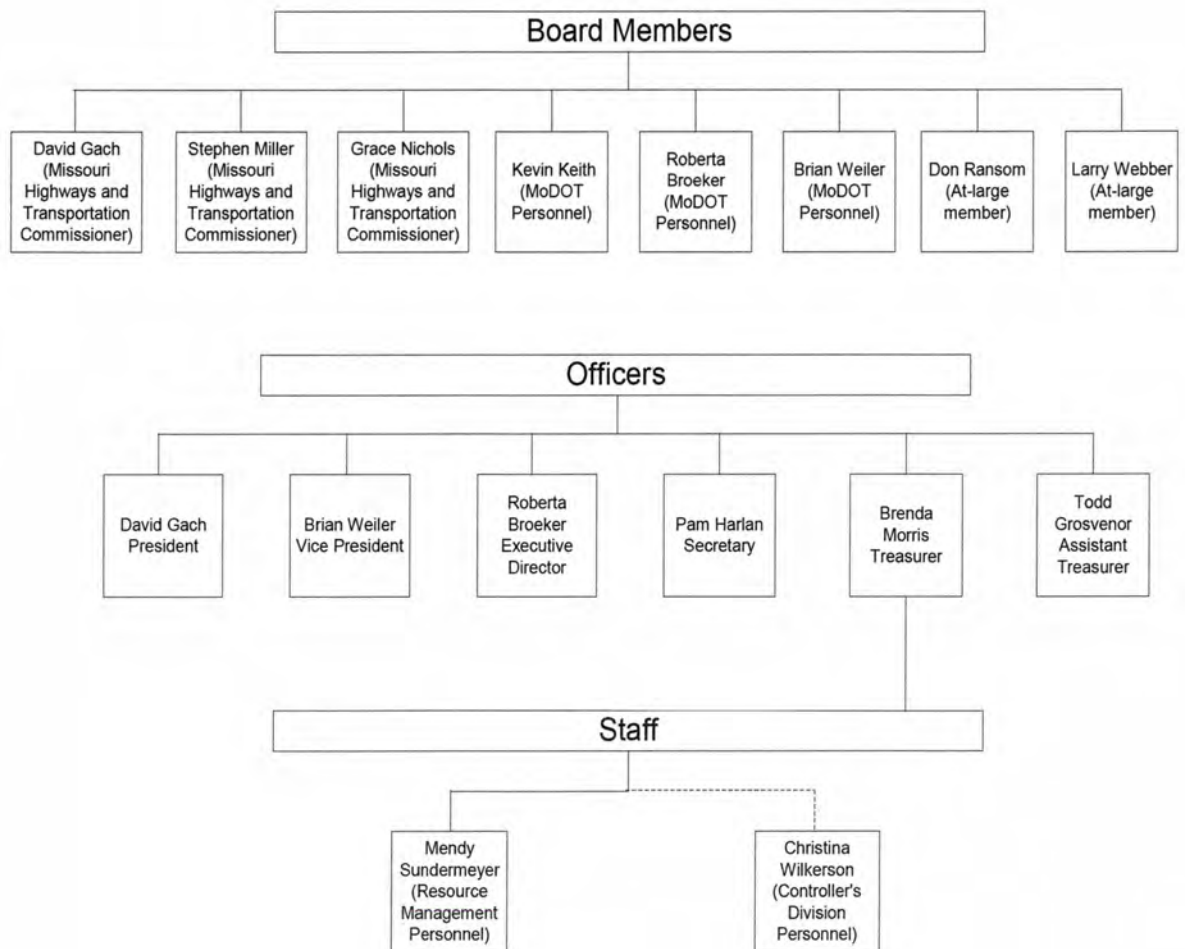 Board Members
David Gach
(Missouri
Highways and
Transportation
Commissioner)
Stephen Miller
(Missouri
Highways and
Transportation
Commissioner)
Grace Nichols
(Missouri
Highways and
Transportation
Commissioner)
Kevin Keith
(MoDOT
Personnel)
Roberta
Broeker
(MoDOT
Personnel)
Brian Weiler
(MoDOT
Personnel)
Don Ransom
(At-large
member)
Larry Webber
(At-large
member)
Officers
David Gach
President
Brian Weiler
Vice President
Roberta
Broeker
Executive
Director
Pam Harlan
Secretary
Brenda
Morris
Treasurer
Todd
Grosvenor
Assistant
Treasurer
Staff
Mendy
Sundermeyer
(Resource
Management
Personnel)
Christina
Wilkerson
(Controller's
Division
Personnel)